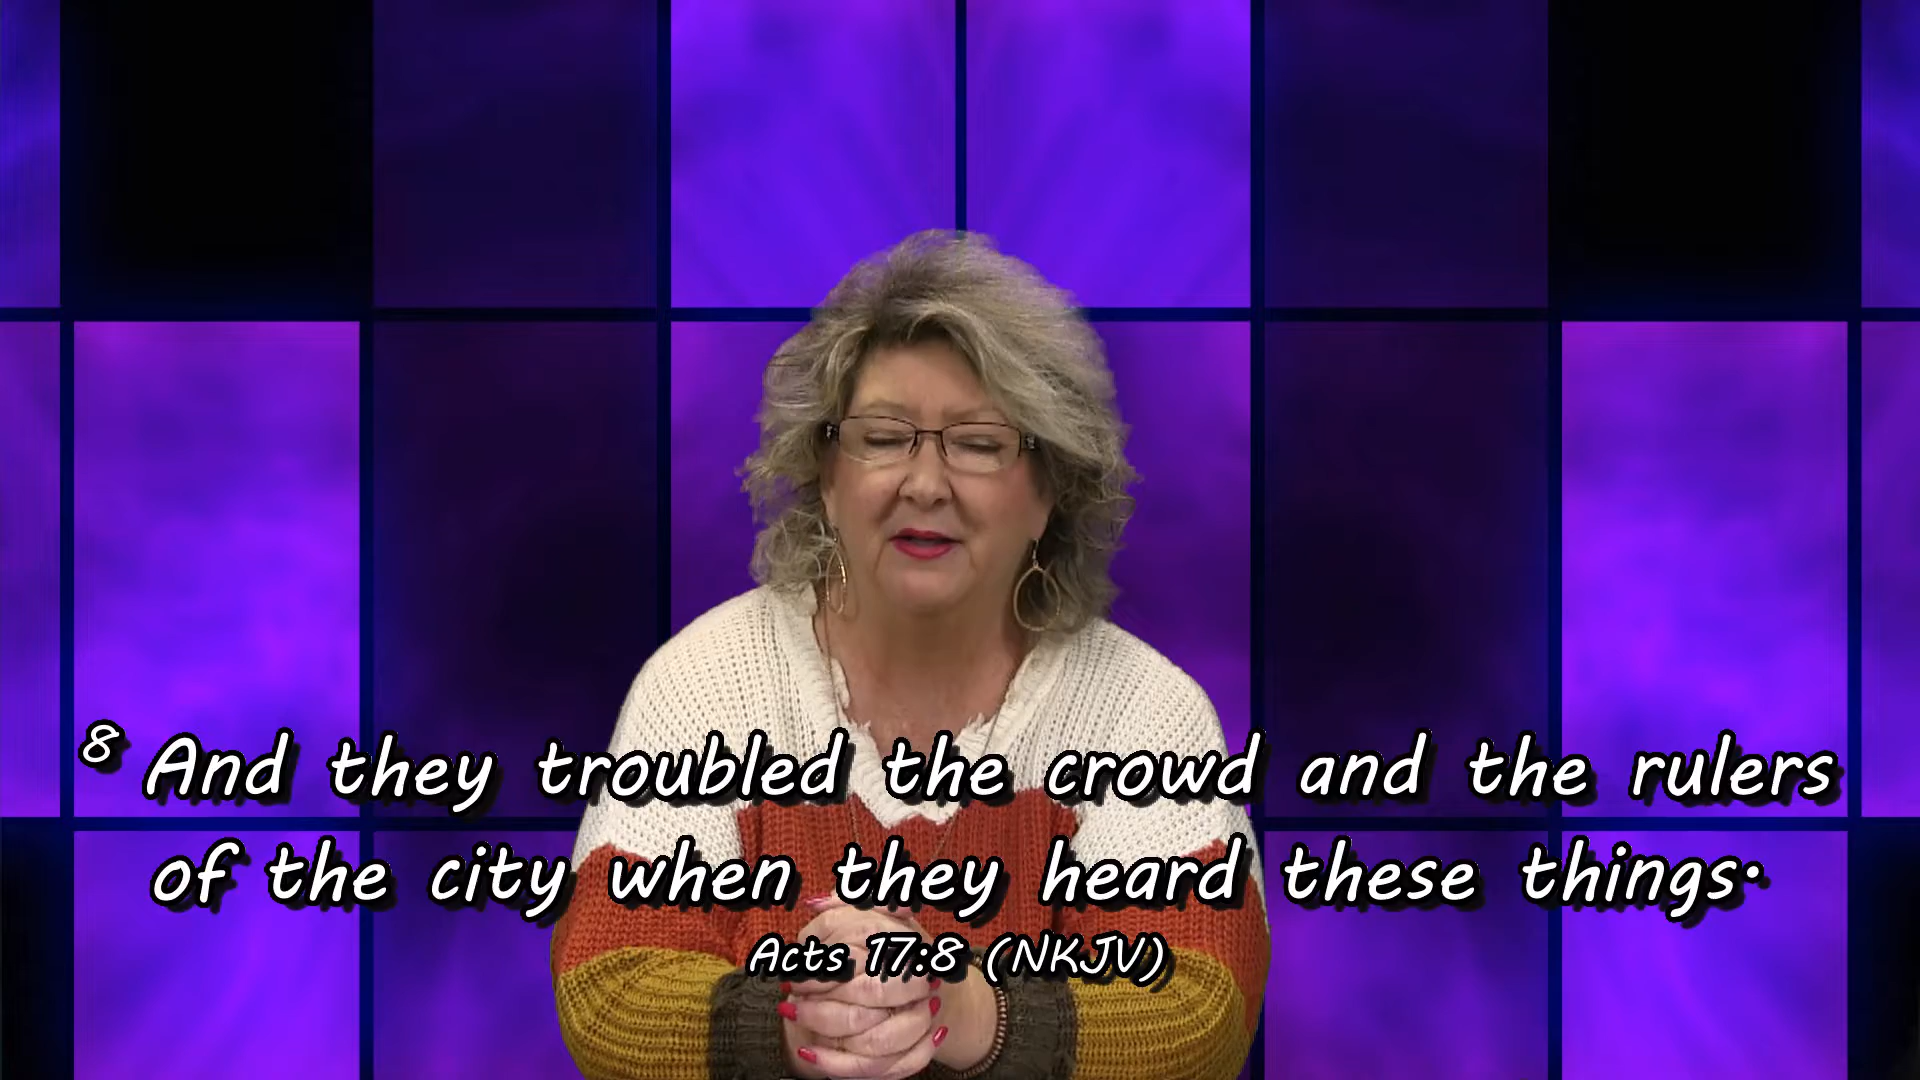 8 And they troubled the crowd and the rulers
of the city when they heard these things.
Acts 17:8 (NKJV)